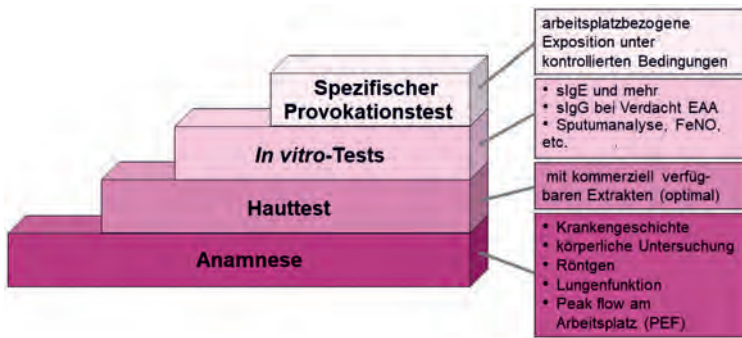 Spezifischer
Provokationstest
In vitro-Tests
Hauttest
Anamnese
arbeitsplatzbezogene
Exposition unter
kontrollierten Bedingungen
• sIgE und mehr
• sIgG bei Verdacht EAA
• Sputumanalyse, FeNO,
etc.
mit kommerziell verfüg-
baren Extrakten (optimal)
• Krankengeschichte
• körperliche Untersuchung
• Röntgen
• Lungenfunktion
• Peak flow am
Arbeitsplatz (PEF)